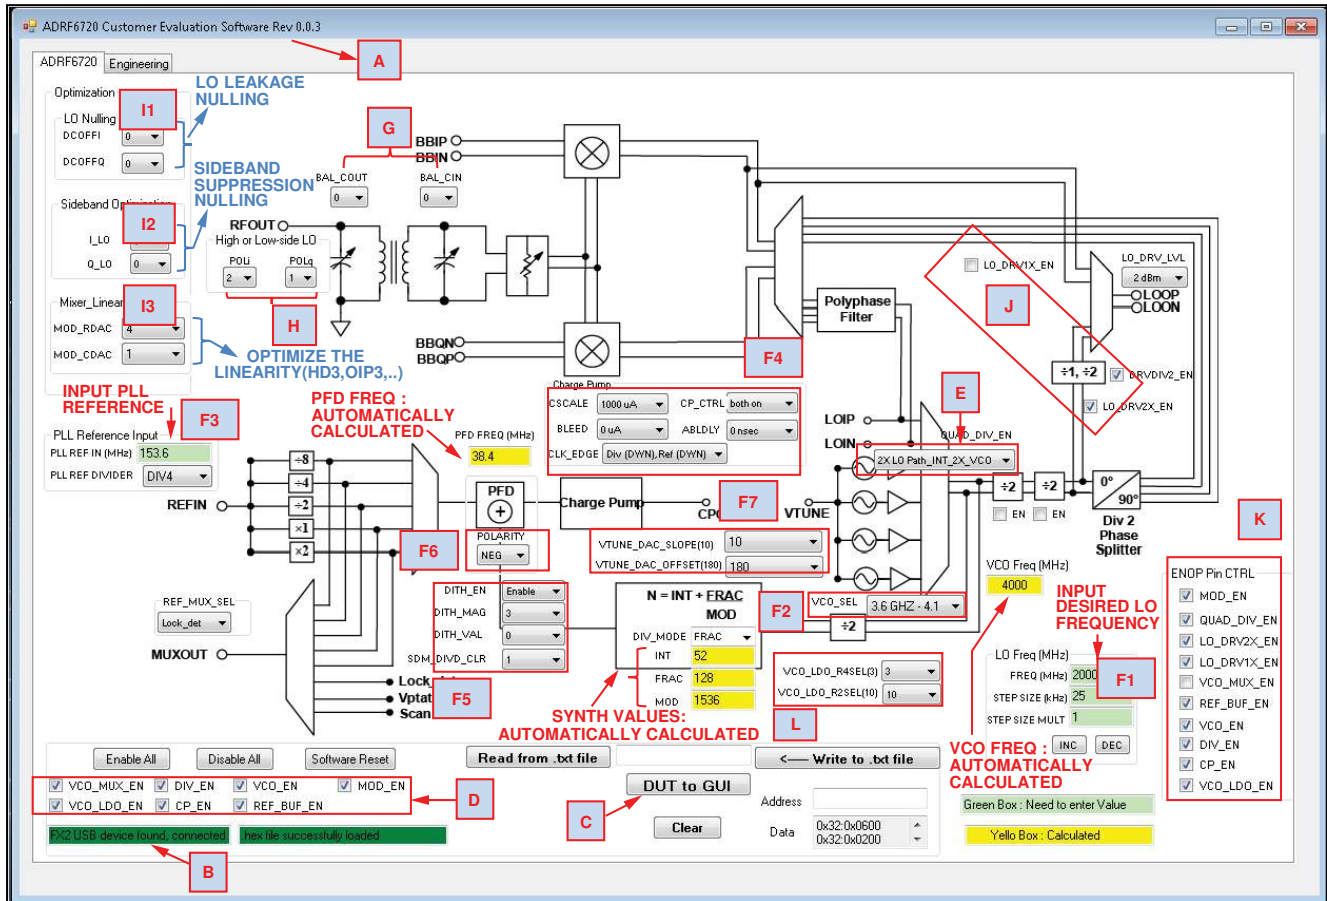 ADRF6720 Customer Evaluation Software Rev 0.0.3
A
ADRF6720
Engineering
Optimization
I1
LO LEAKAGE
NULLING
LO Nulling
DCOFFI
0
DCOFFQ
0
G
BBIP
BBIN
BAL_COUT
0
BAL_CIN
0
SIDEBAND
SUPPRESSION
NULLING
I2
I_LO
Q_LO
0
RFOUT
High or Low-side LO
POLi
2
POLq
1
H
I3
MOD_RDAC
4
MOD_CDAC
1
OPTIMIZE THE
LINEARITY(HD3,OIP3,..)
BBQN
BBQP
F4
Polyphase
Filter
LO_DRV1X_EN
J
LO_DRV_LVL
2 dBm
LOOP
LOON
÷1, ÷2
DRVDIV2_EN
LO_DRV2X_EN
INPUT PLL
REFERENCE
F3
PLL Reference Input
PLL REF IN (MHz)
153.6
PLL REF DIVIDER
DIV4
REFIN
÷8
÷4
÷2
×1
×2
PFD FREQ :
AUTOMATICALLY
CALCULATED
PFD FREQ (MHz)
38.4
Charge Pump
CSCALE
1000 uA
CP_CTRL
both on
BLEED
0 uA
ABLDLY
0 nsec
CLK_EDGE
Div (DWN),Ref (DWN)
LOIP
LOIN
E
QUAD_DIV_EN
2X LO Path_INT_2X_VCO
PFD
+
POLARITY
NEG
F6
Charge Pump
F7
VTUNE
÷2
÷2
EN
EN
0°
90°
Div 2
Phase
Splitter
K
VTUNE_DAC_SLOPE(10)
10
VTUNE_DAC_OFFSET(180)
180
DITH_EN
Enable
DITH_MAG
3
DITH_VAL
0
SDM_DIVD_CLR
1
F5
N = INT + FRAC
MOD
DIV_MODE
FRAC
INT
52
FRAC
128
MOD
1536
SYNTH VALUES:
AUTOMATICALLY CALCULATED
F2
VCO_SEL
3.6 GHZ - 4.1
÷2
VCO_LDO_R4SEL(3)
3
VCO_LDO_R2SEL(10)
10
L
VCO Freq (MHz)
4000
INPUT
DESIRED LO
FREQUENCY
LO Freq (MHz)
FREQ (MHz)
2000
F1
STEP SIZE (kHz)
25
STEP SIZE MULT
1
INC
DEC
VCO FREQ :
AUTOMATICALLY
CALCULATED
ENOP Pin CTRL
MOD_EN
QUAD_DIV_EN
LO_DRV2X_EN
LO_DRV1X_EN
VCO_MUX_EN
REF_BUF_EN
VCO_EN
DIV_EN
CP_EN
VCO_LDO_EN
REF_MUX_SEL
Lock_det
MUXOUT
Vptat
Scan
Enable All
Disable All
Software Reset
Read from .txt file
<— Write to .txt file
VCO_MUX_EN
DIV_EN
VCO_EN
MOD_EN
VCO_LDO_EN
CP_EN
REF_BUF_EN
D
DUT to GUI
C
Clear
Address
Data
0x32:0x0600
0x32:0x0200
Green Box : Need to enter Value
Yello Box : Calculated
FX2 USB device found, connected.
.hex file successfully loaded
B